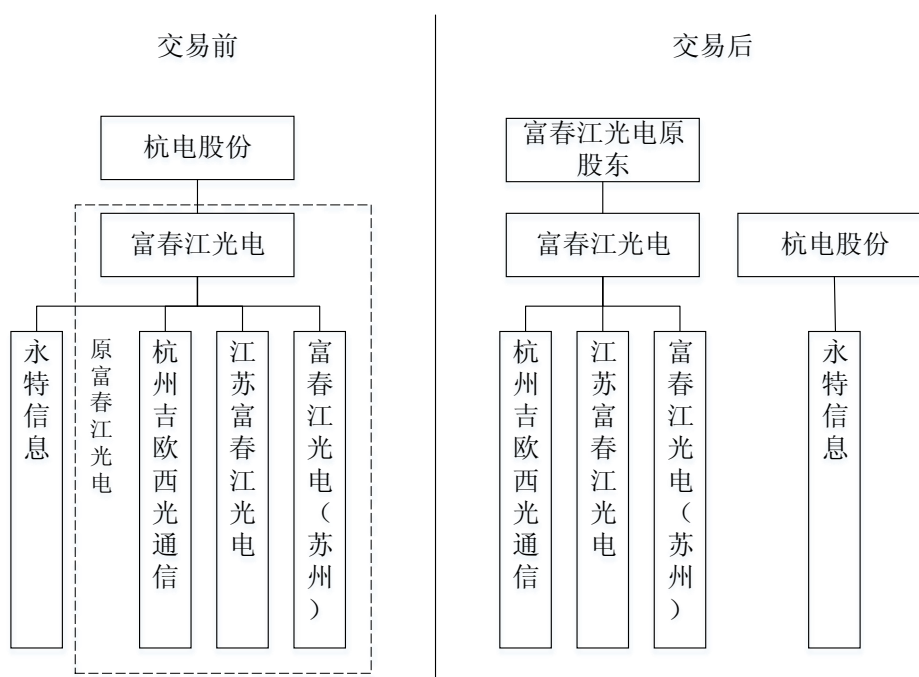 交易前
杭电股份
富春江光电
永特信息
原富春江光电
杭州吉欧西光通信
江苏富春江光电
富春江光电（苏州）
交易后
富春江光电原
股东
富春江光电
杭电股份
杭州吉欧西光通信
江苏富春江光电
富春江光电（苏州）
永特信息